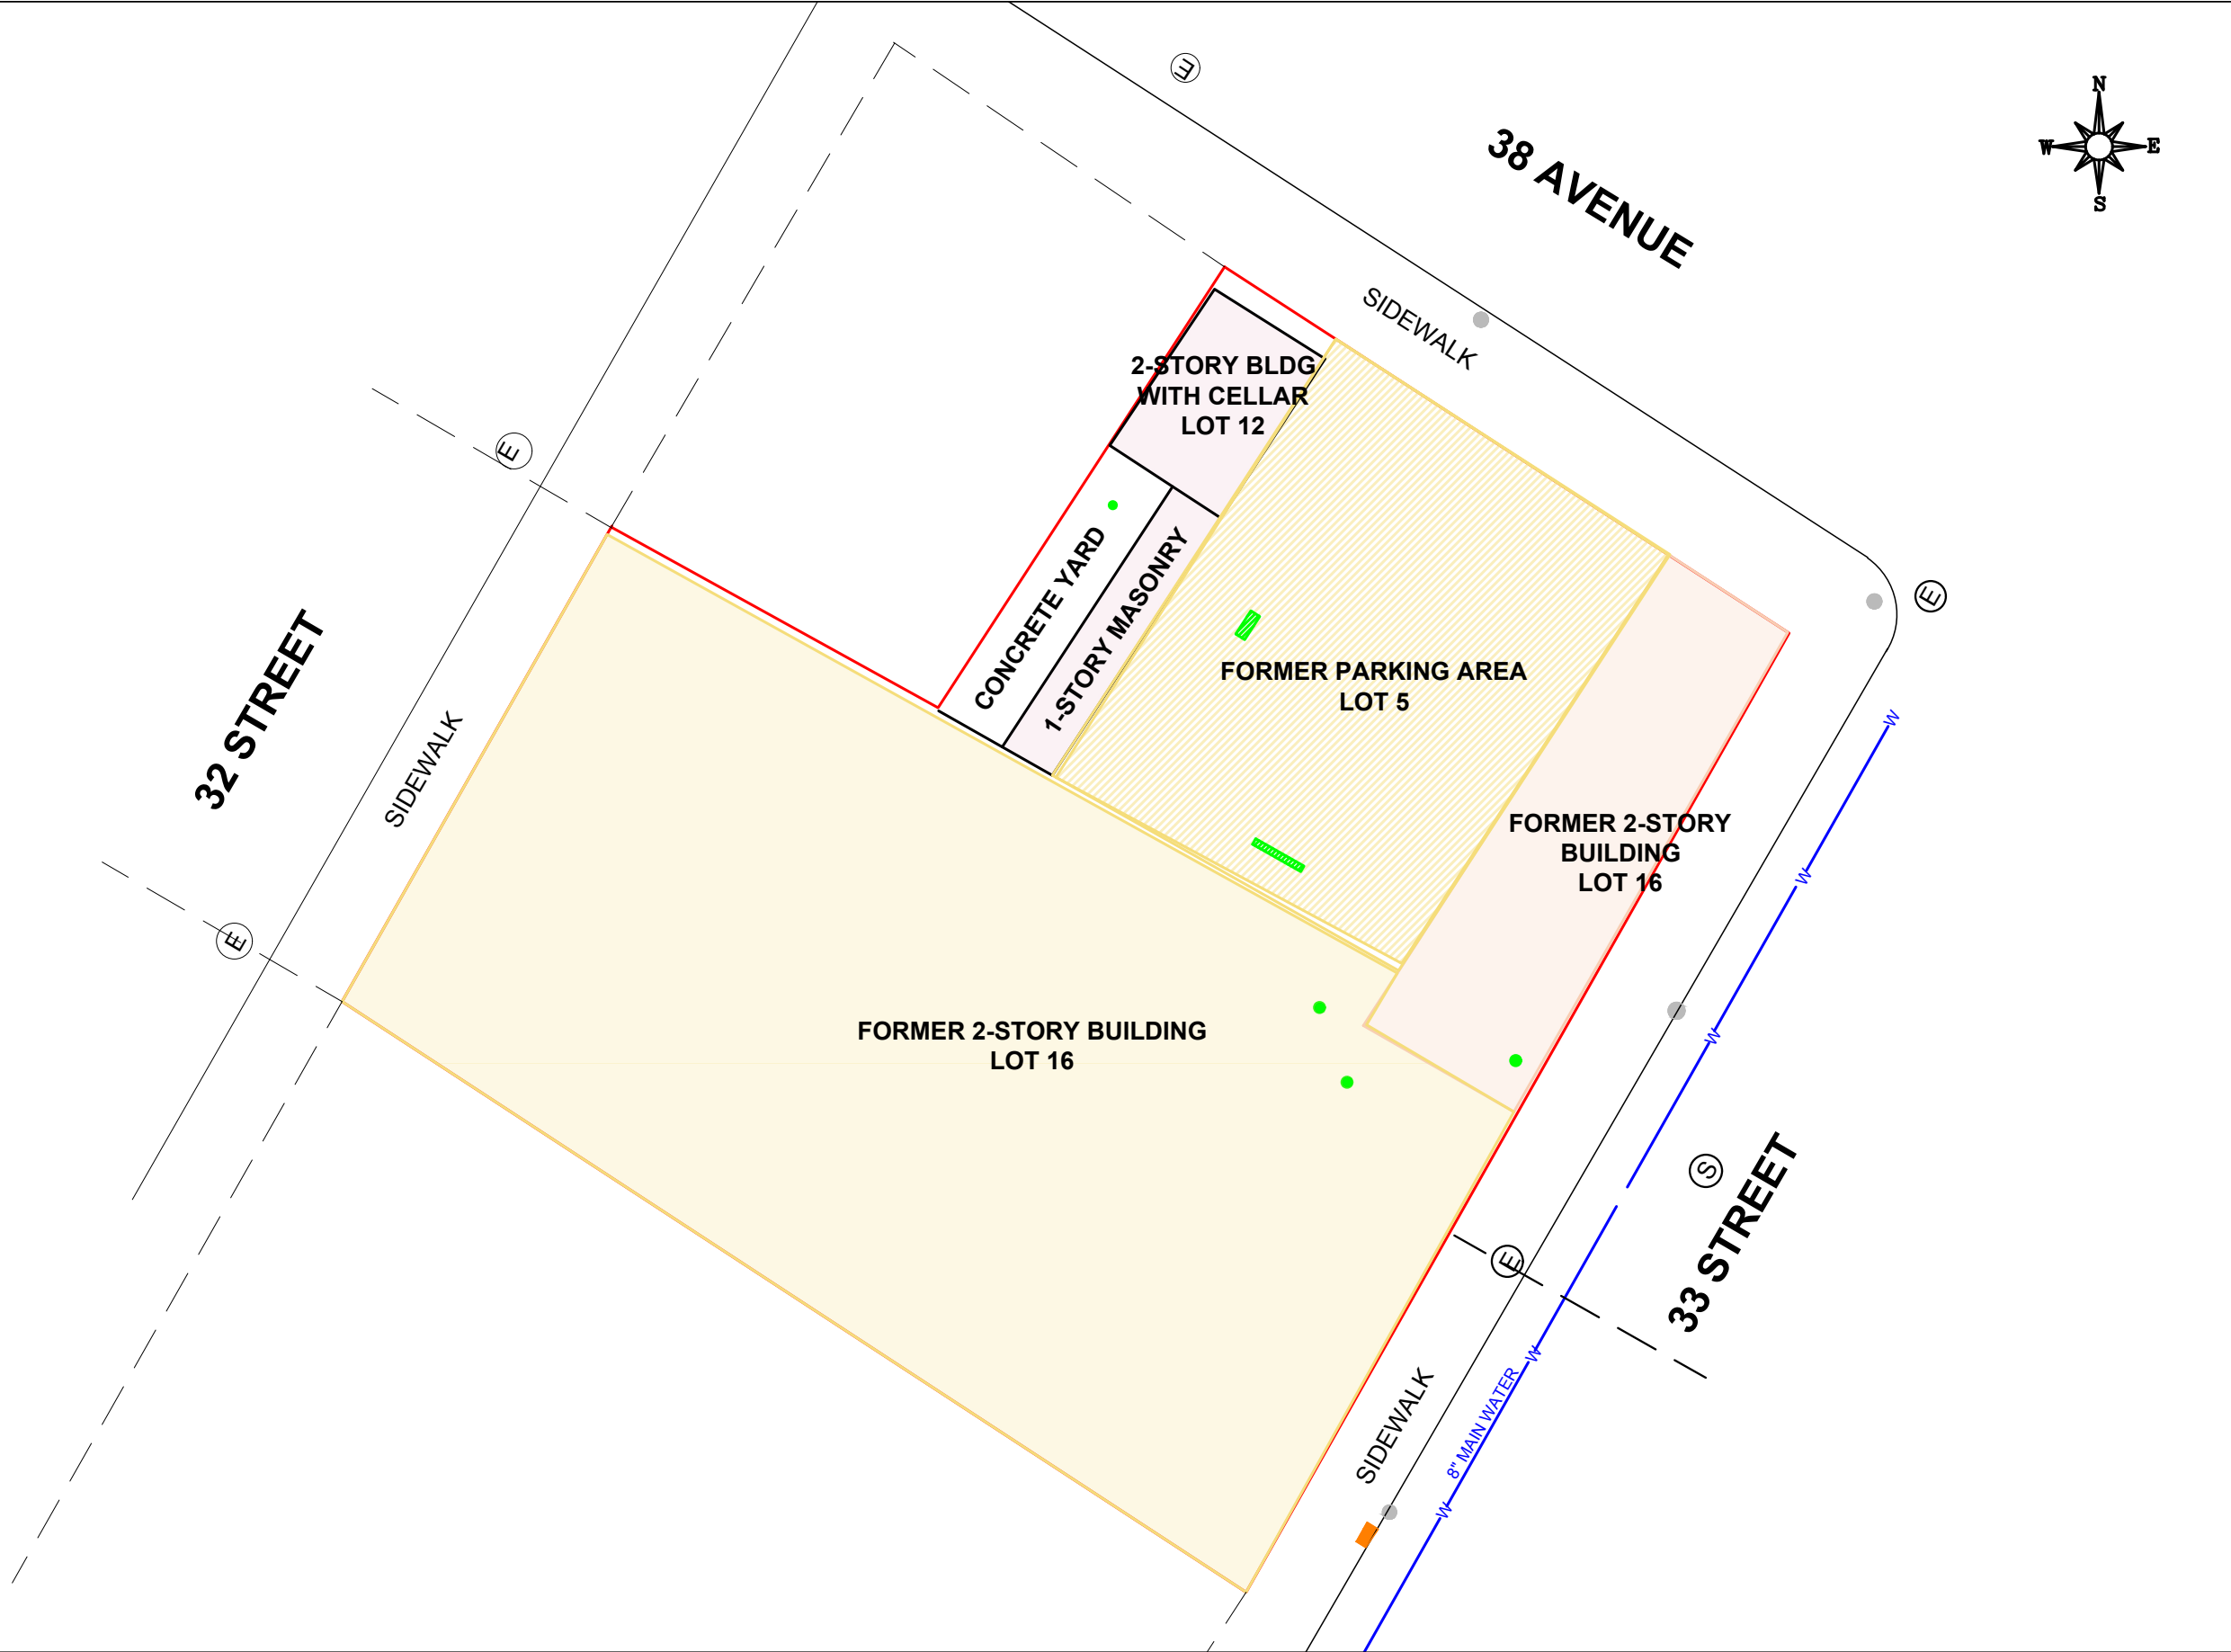 E
38 AVENUE
N
W
E
S
SIDEWALK
2-STORY BLDG
WITH CELLAR
LOT 12
E
CONCRETE YARD
1-STORY MASONRY
E
32 STREET
SIDEWALK
FORMER PARKING AREA
LOT 5
W
FORMER 2-STORY
BUILDING
LOT 16
W
E
FORMER 2-STORY BUILDING
LOT 16
W
S
33 STREET
E
W
SIDEWALK
8" MAIN WATER
W